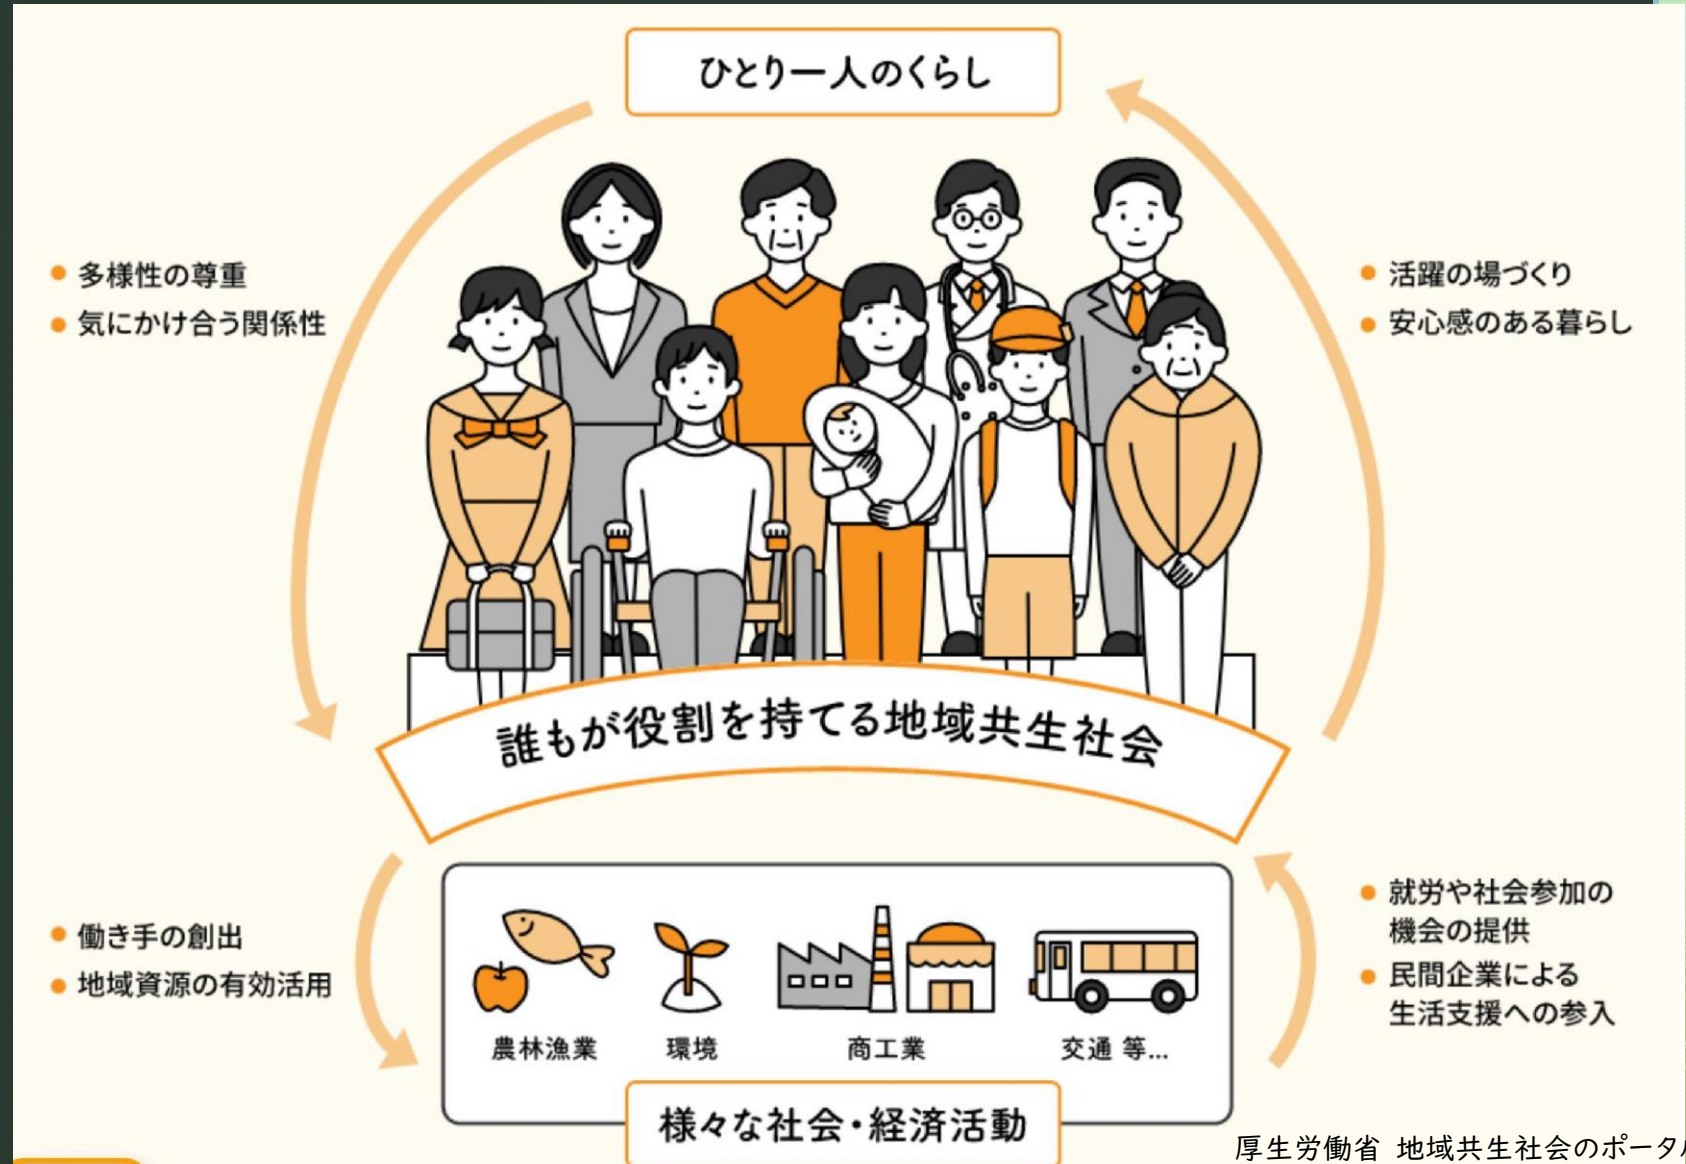 ひとり一人のくらし
多様性の尊重
気にかけ合う関係性
活躍の場づくり
安心感のある暮らし
誰もが役割を持てる地域共生社会
働き手の創出
地域資源の有効活用
就労や社会参加の
機会の提供
民間企業による
生活支援への参入
農林漁業
環境
商工業
交通 等...
様々な社会・経済活動
厚生労働省 地域共生社会のポータ